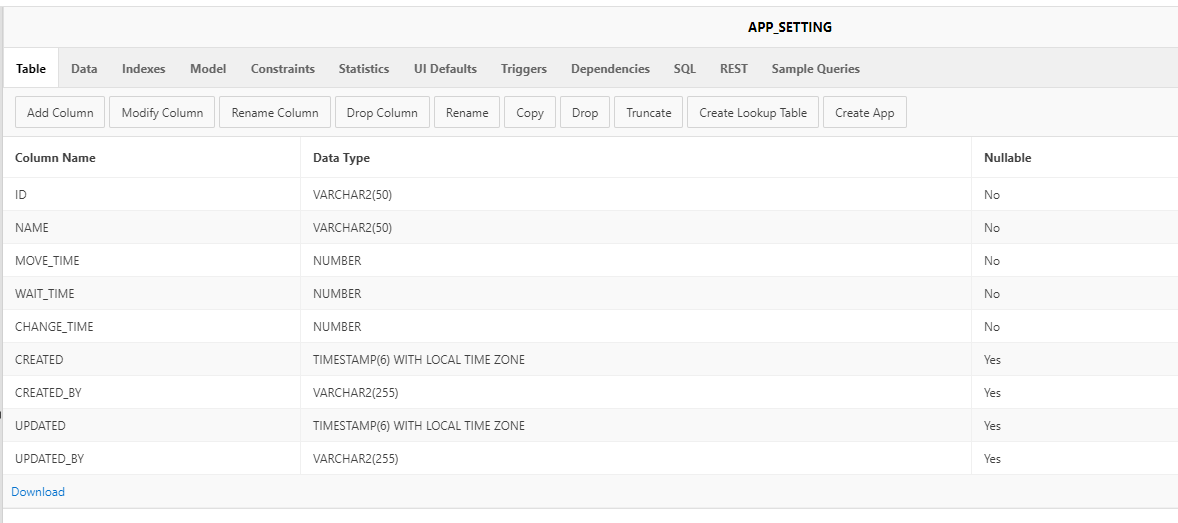 APP_SETTING
Table Data Indexes Model Constraints Statistics UI Defaults Triggers Dependencies SQL REST Sample Queries
Add Column Modify Column Rename Column Drop Column Rename Copy Drop Truncate Create Lookup Table Create App
Column Name Data Type Nullable
ID VARCHAR2(50) No
NAME VARCHAR2(50) No
MOVE_TIME NUMBER No
WAIT_TIME NUMBER No
CHANGE_TIME NUMBER No
CREATED TIMESTAMP(6) WITH LOCAL TIME ZONE Yes
CREATED_BY VARCHAR2(255) Yes
UPDATED TIMESTAMP(6) WITH LOCAL TIME ZONE Yes
UPDATED_BY VARCHAR2(255) Yes
Download